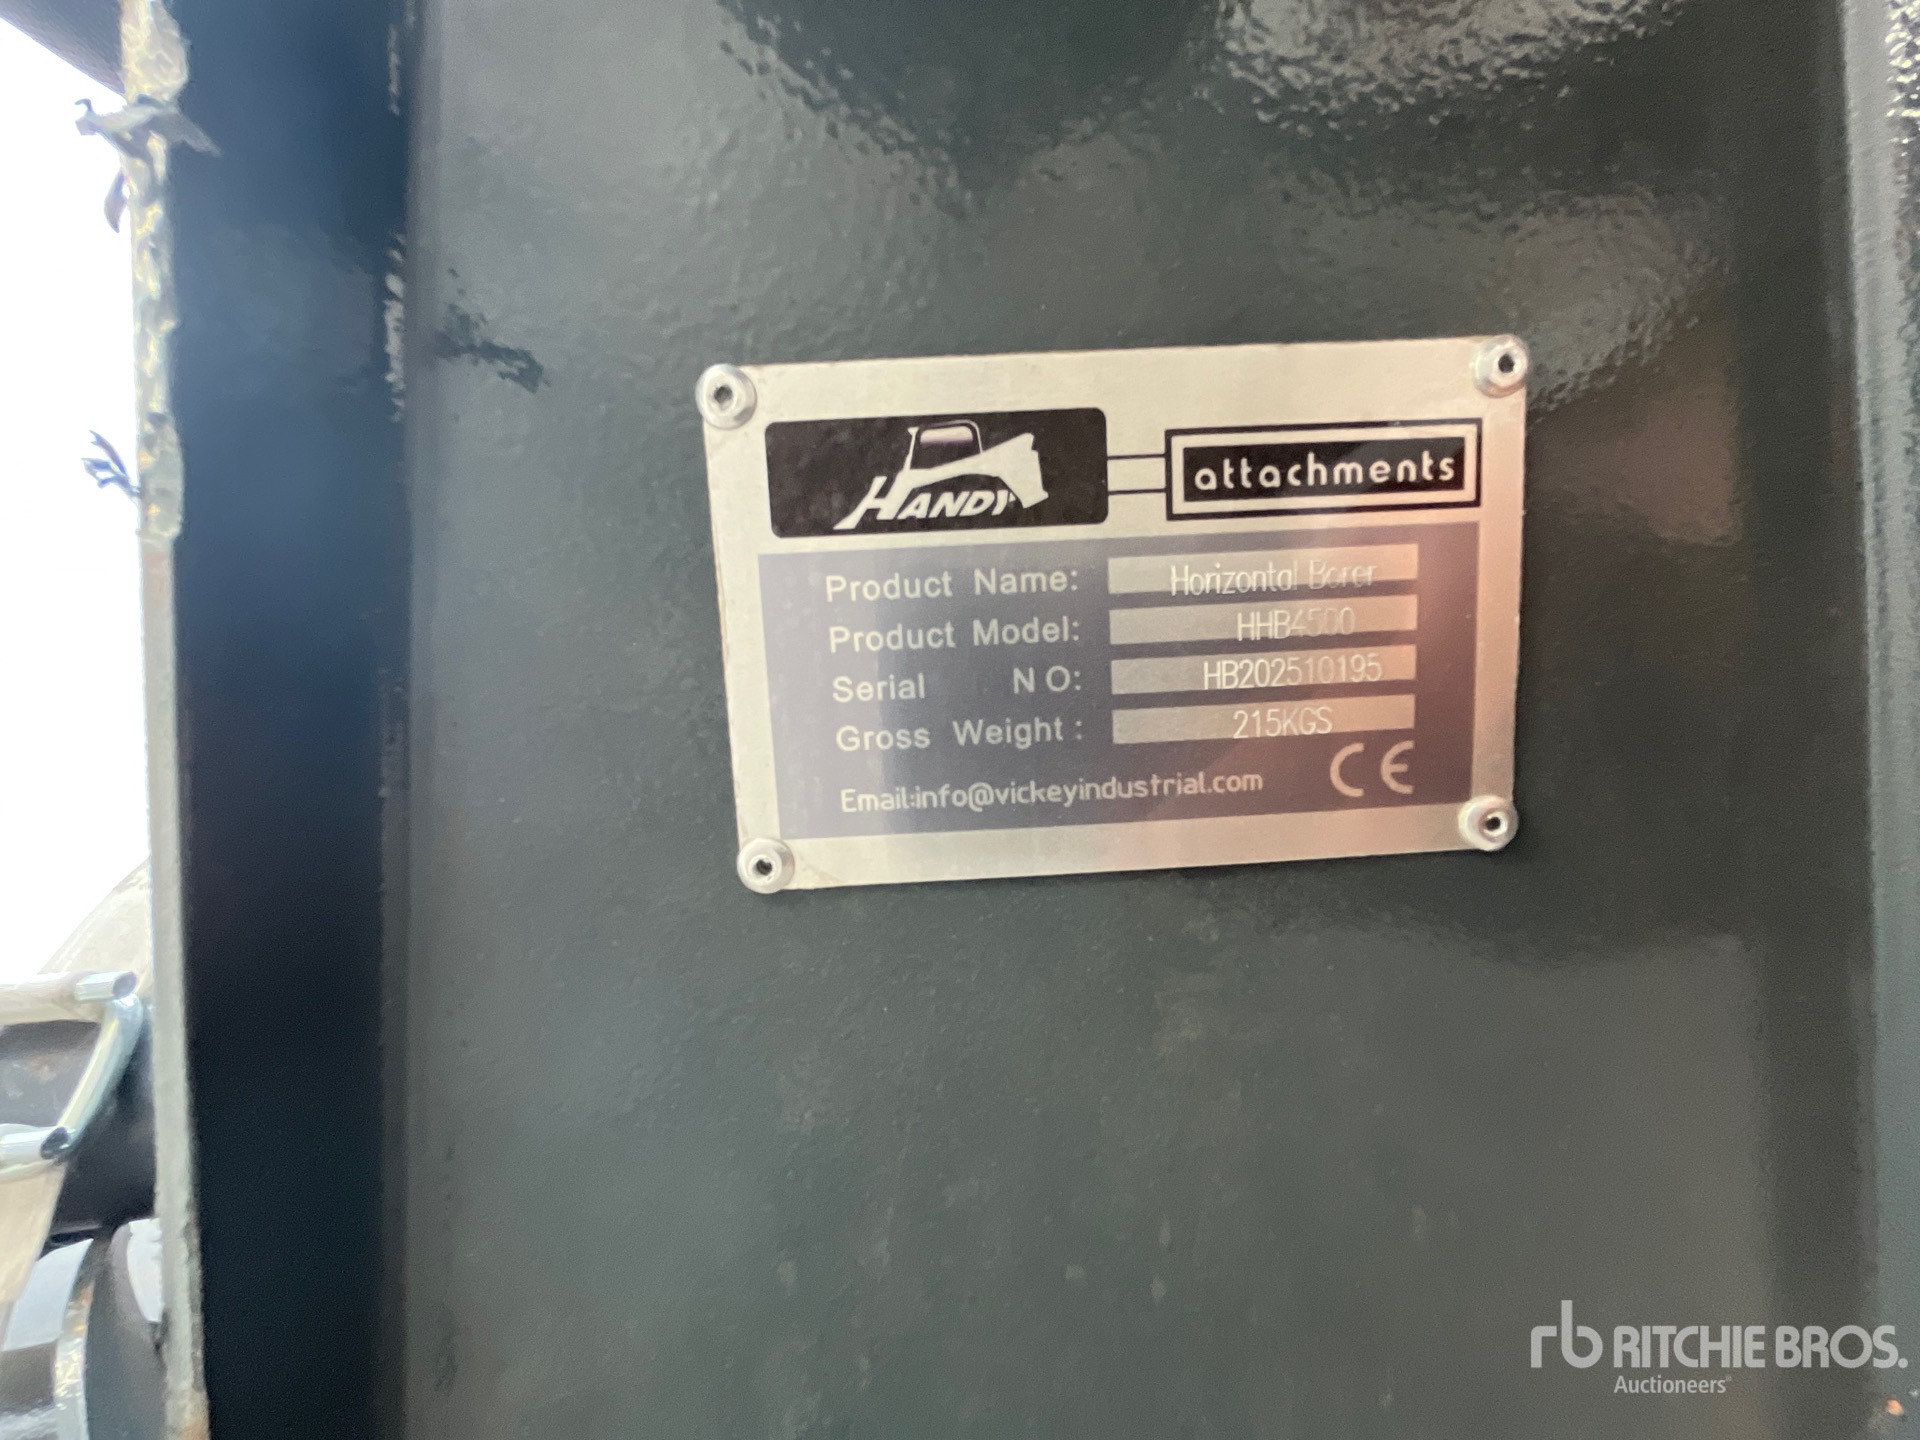 HANDY attachments
Product Name: Horizontal Borer
Product Model: HHB4500
Serial NO: HB202510195
Gross Weight: 215KGS
Email:info@vickeyindustrial.com CE
rb RITCHIE BROS.
Auctioneers